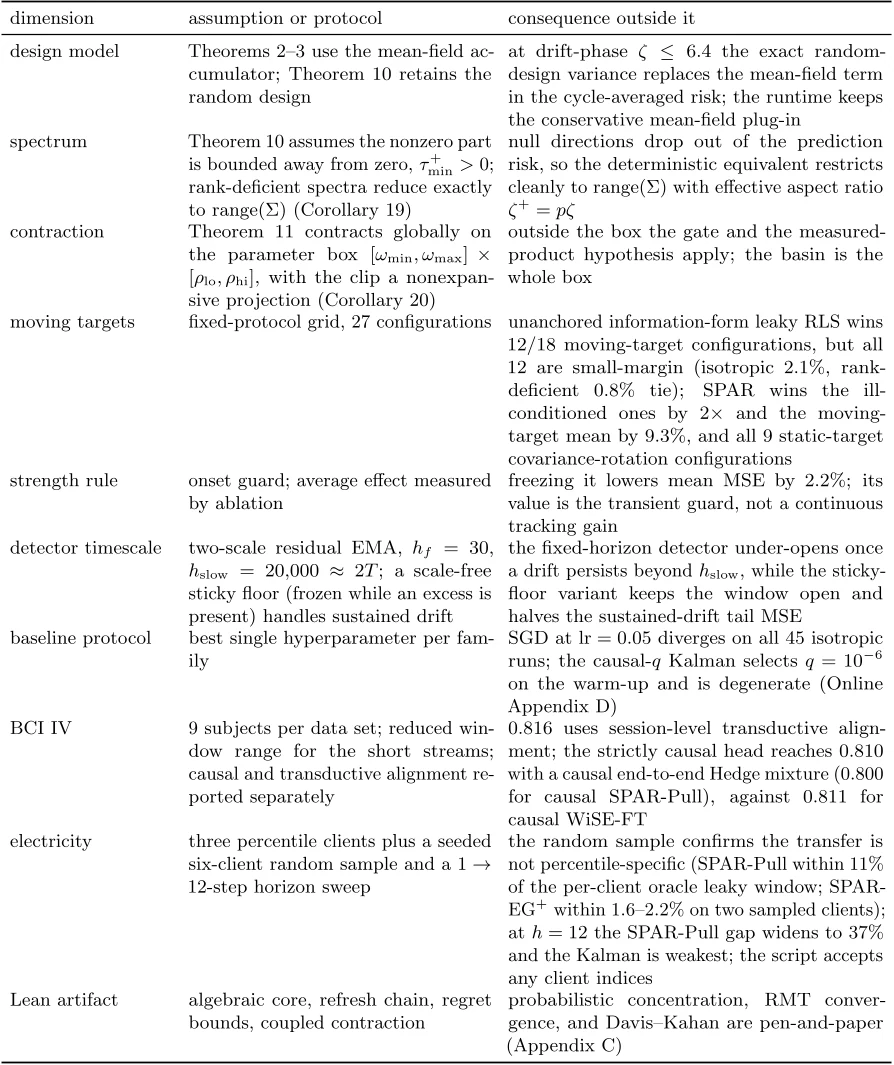 dimension assumption or protocol consequence outside it
design model Theorems 2–3 use the mean-field ac- at drift-phase ζ ≤ 6.4 the exact random-
cumulator; Theorem 10 retains the design variance replaces the mean-field term
random design in the cycle-averaged risk; the runtime keeps
the conservative mean-field plug-in
spectrum Theorem 10 assumes the nonzero part null directions drop out of the prediction
is bounded away from zero, τ⁺min > 0; risk, so the deterministic equivalent restricts
rank-deficient spectra reduce exactly cleanly to range(Σ) with effective aspect ratio
to range(Σ) (Corollary 19) ζ⁺ = pζ
contraction Theorem 11 contracts globally on outside the box the gate and the measured-
the parameter box [ωmin, ωmax] × product hypothesis apply; the basin is the
[ρlo, ρhi], with the clip a nonexpan- whole box
sive projection (Corollary 20)
moving targets fixed-protocol grid, 27 configurations unanchored information-form leaky RLS wins
12/18 moving-target configurations, but all
12 are small-margin (isotropic 2.1%, rank-
deficient 0.8% tie); SPAR wins the ill-
conditioned ones by 2× and the moving-
target mean by 9.3%, and all 9 static-target
covariance-rotation configurations
strength rule onset guard; average effect measured freezing it lowers mean MSE by 2.2%; its
by ablation value is the transient guard, not a continuous
tracking gain
detector timescale two-scale residual EMA, hf = 30, the fixed-horizon detector under-opens once
hslow = 20,000 ≈ 2T; a scale-free a drift persists beyond hslow, while the sticky-
sticky floor (frozen while an excess is floor variant keeps the window open and
present) handles sustained drift halves the sustained-drift tail MSE
baseline protocol best single hyperparameter per fam- SGD at lr = 0.05 diverges on all 45 isotropic
ily runs; the causal-q Kalman selects q = 10⁻⁶
on the warm-up and is degenerate (Online
Appendix D)
BCI IV 9 subjects per data set; reduced win- 0.816 uses session-level transductive align-
dow range for the short streams; ment; the strictly causal head reaches 0.810
causal and transductive alignment re- with a causal end-to-end Hedge mixture (0.800
ported separately for causal SPAR-Pull), against 0.811 for
causal WiSE-FT
electricity three percentile clients plus a seeded the random sample confirms the transfer is
six-client random sample and a 1 → not percentile-specific (SPAR-Pull within 11%
12-step horizon sweep of the per-client oracle leaky window; SPAR-
EG⁺ within 1.6–2.2% on two sampled clients);
at h = 12 the SPAR-Pull gap widens to 37%
and the Kalman is weakest; the script accepts
any client indices
Lean artifact algebraic core, refresh chain, regret probabilistic concentration, RMT conver-
bounds, coupled contraction gence, and Davis–Kahan are pen-and-paper
(Appendix C)